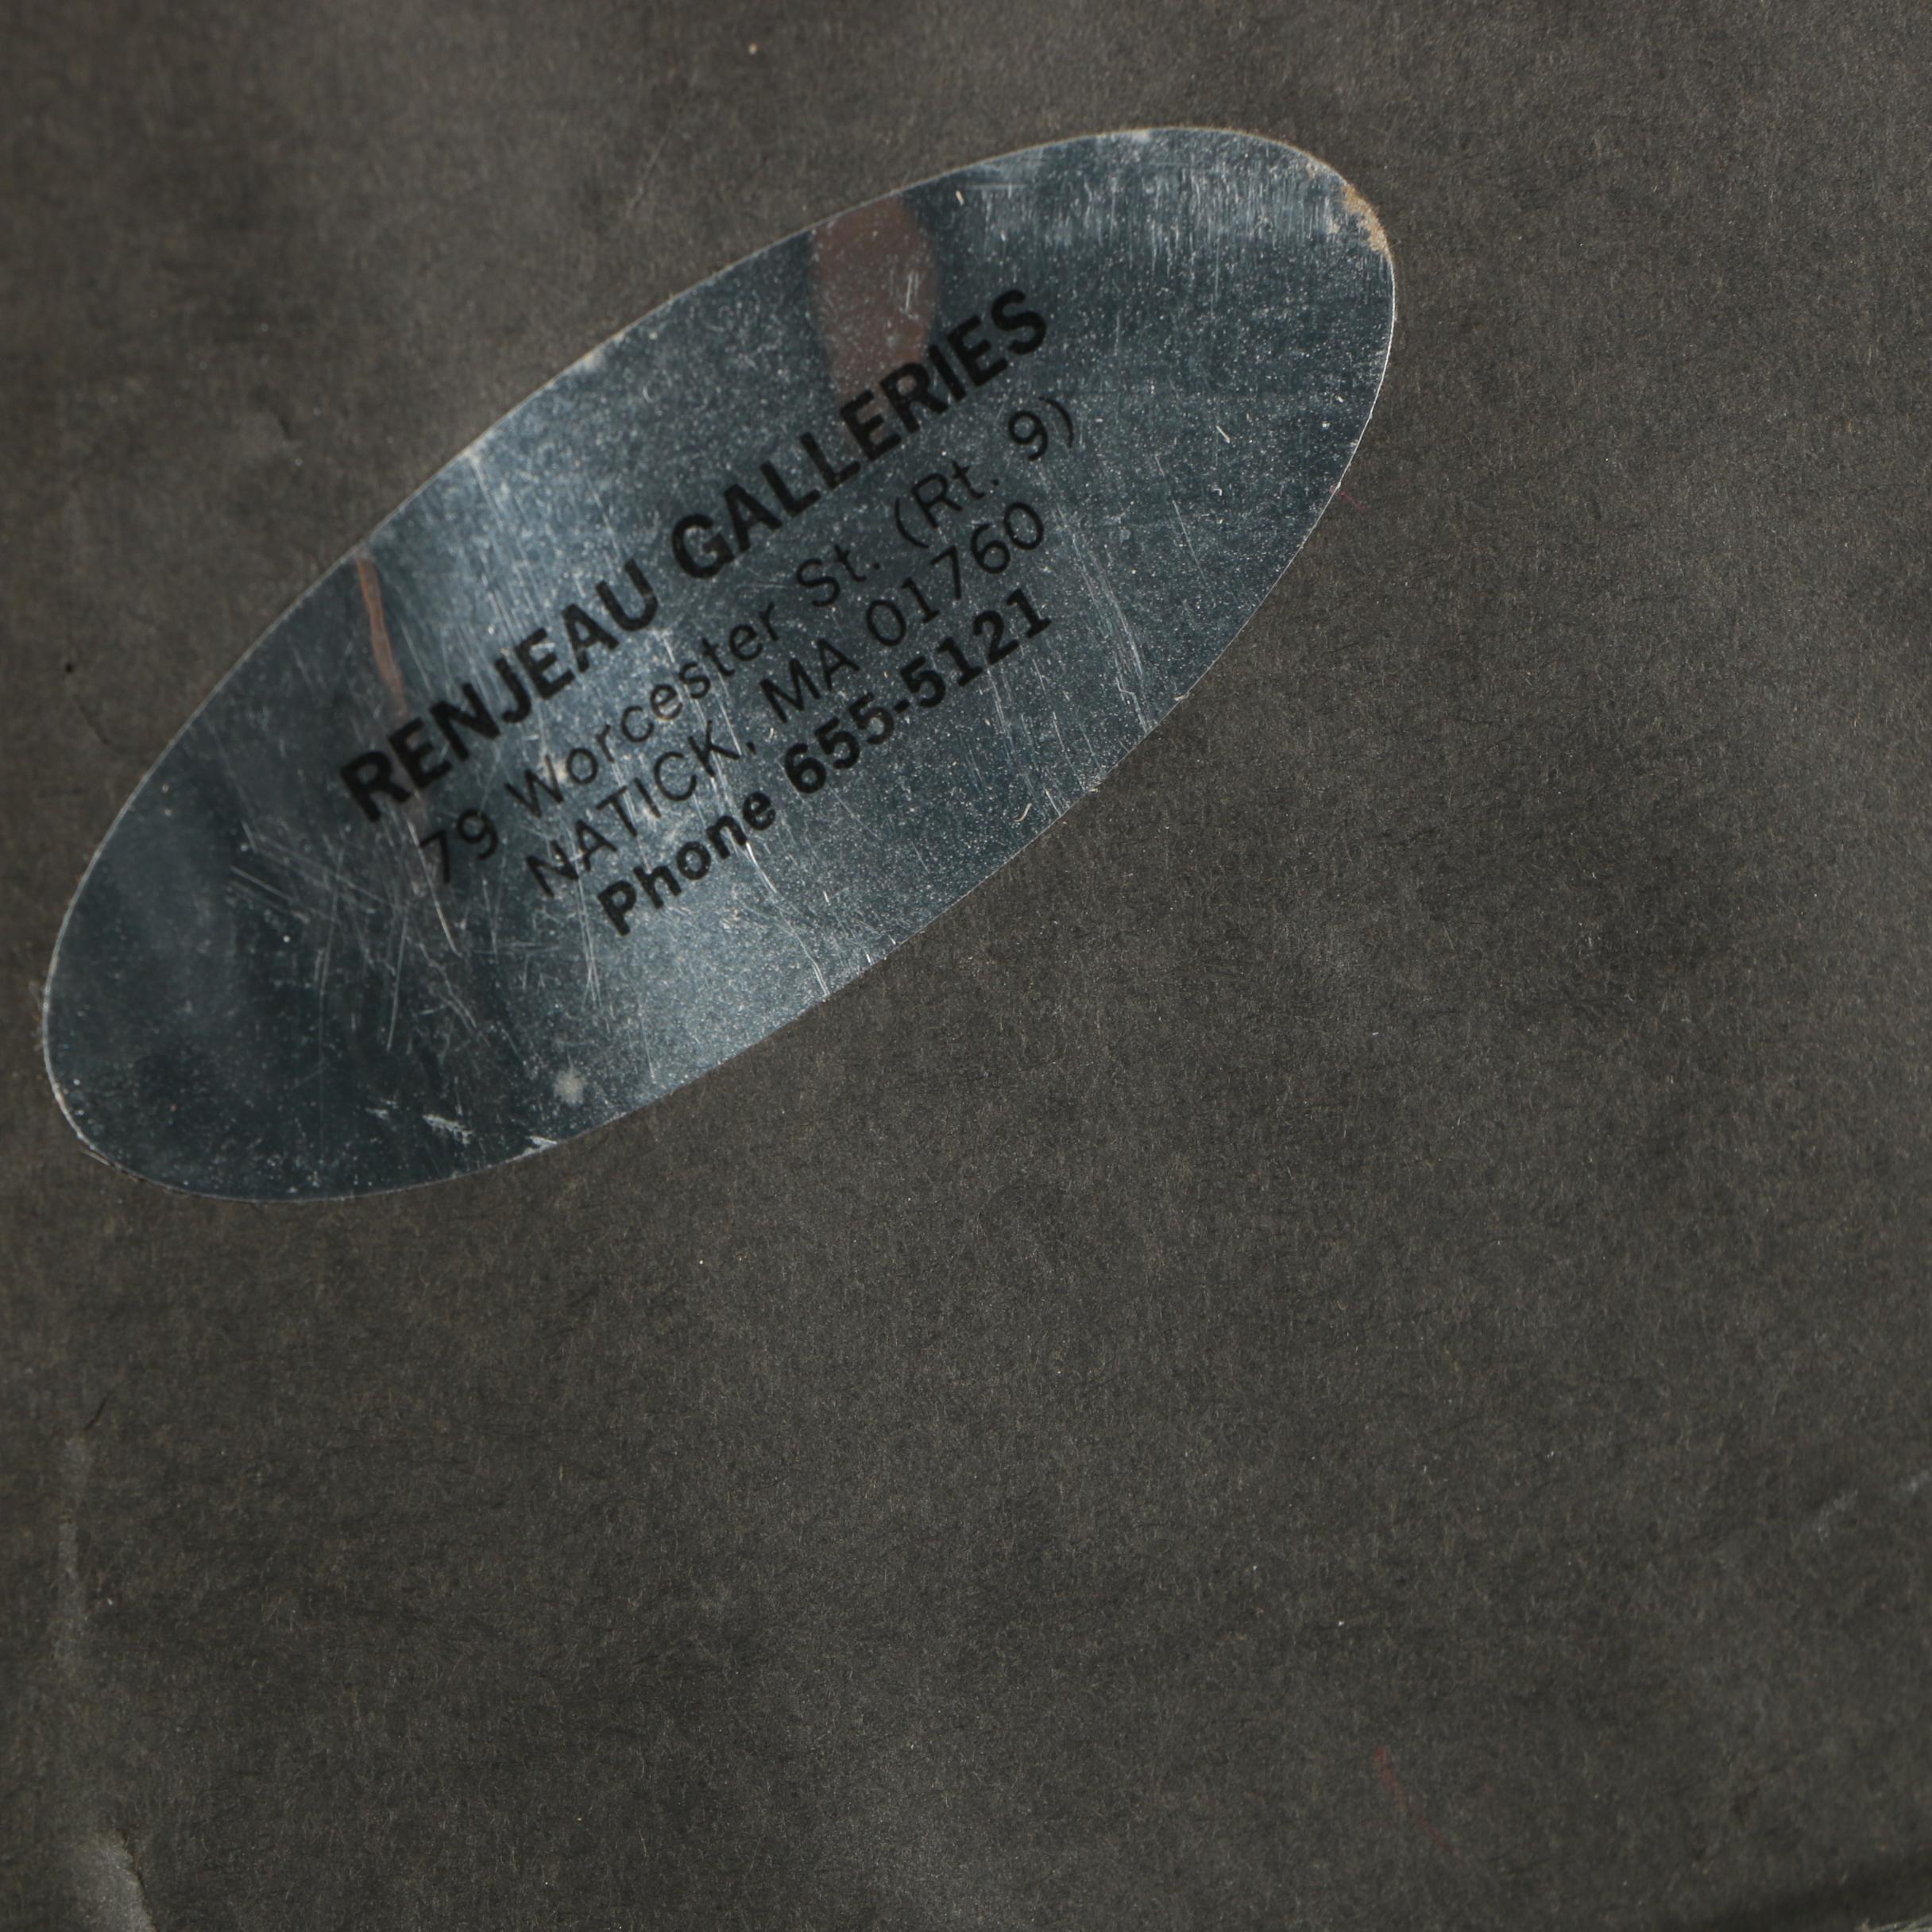 RENJEAU GALLERIES
79 Worcester St. (Rt. 9)
NATICK, MA 01760
Phone 655-5121